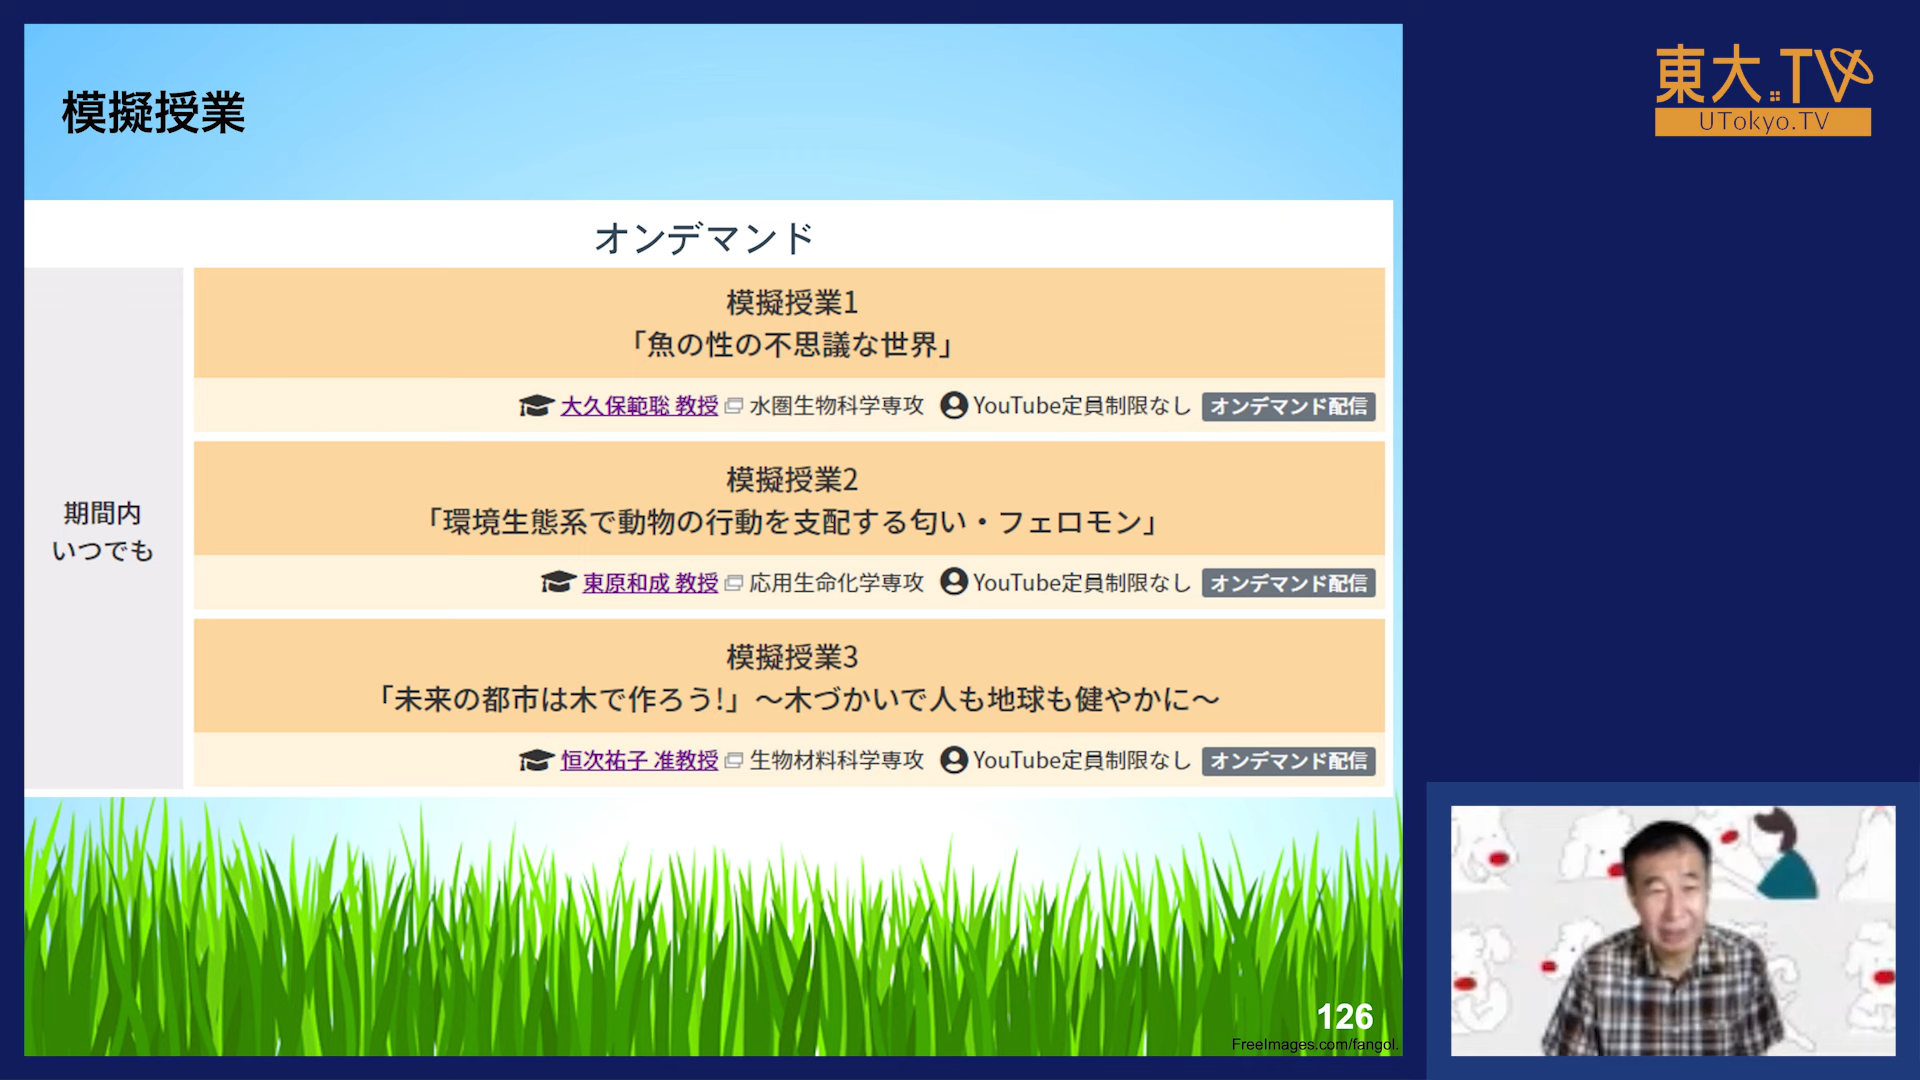 模擬授業
東大.TV
UTokyo.TV
オンデマンド
期間内
いつでも
模擬授業1
「魚の性の不思議な世界」
大久保範聡 教授 水圏生物科学専攻 YouTube定員制限なし オンデマンド配信
模擬授業2
「環境生態系で動物の行動を支配する匂い・フェロモン」
東原和成 教授 応用生命化学専攻 YouTube定員制限なし オンデマンド配信
模擬授業3
「未来の都市は木で作ろう!」～木づかいで人も地球も健やかに～
恒次祐子 准教授 生物材料科学専攻 YouTube定員制限なし オンデマンド配信
126
FreeImages.com/fangol.